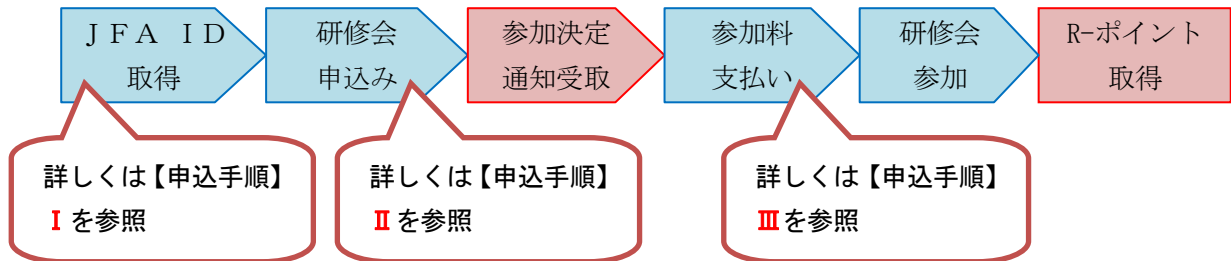 ＪＦＡ ＩＤ
取得
研修会
申込み
参加決定
通知受取
参加料
支払い
研修会
参加
R-ポイント
取得
詳しくは【申込手順】
Ⅰを参照
詳しくは【申込手順】
Ⅱを参照
詳しくは【申込手順】
Ⅲを参照